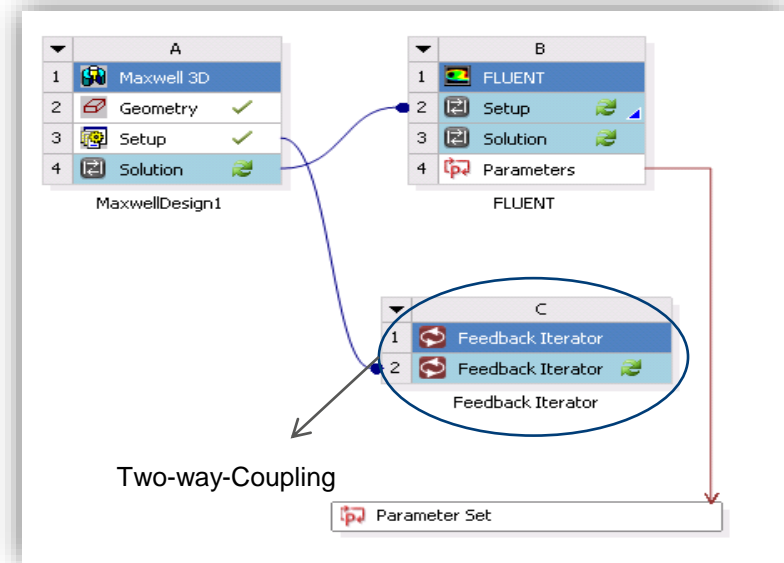 A
1 Maxwell 3D
2 Geometry
3 Setup
4 Solution
MaxwellDesign1
B
1 FLUENT
2 Setup
3 Solution
4 Parameters
FLUENT
C
1 Feedback Iterator
2 Feedback Iterator
Feedback Iterator
Two-way-Coupling
Parameter Set